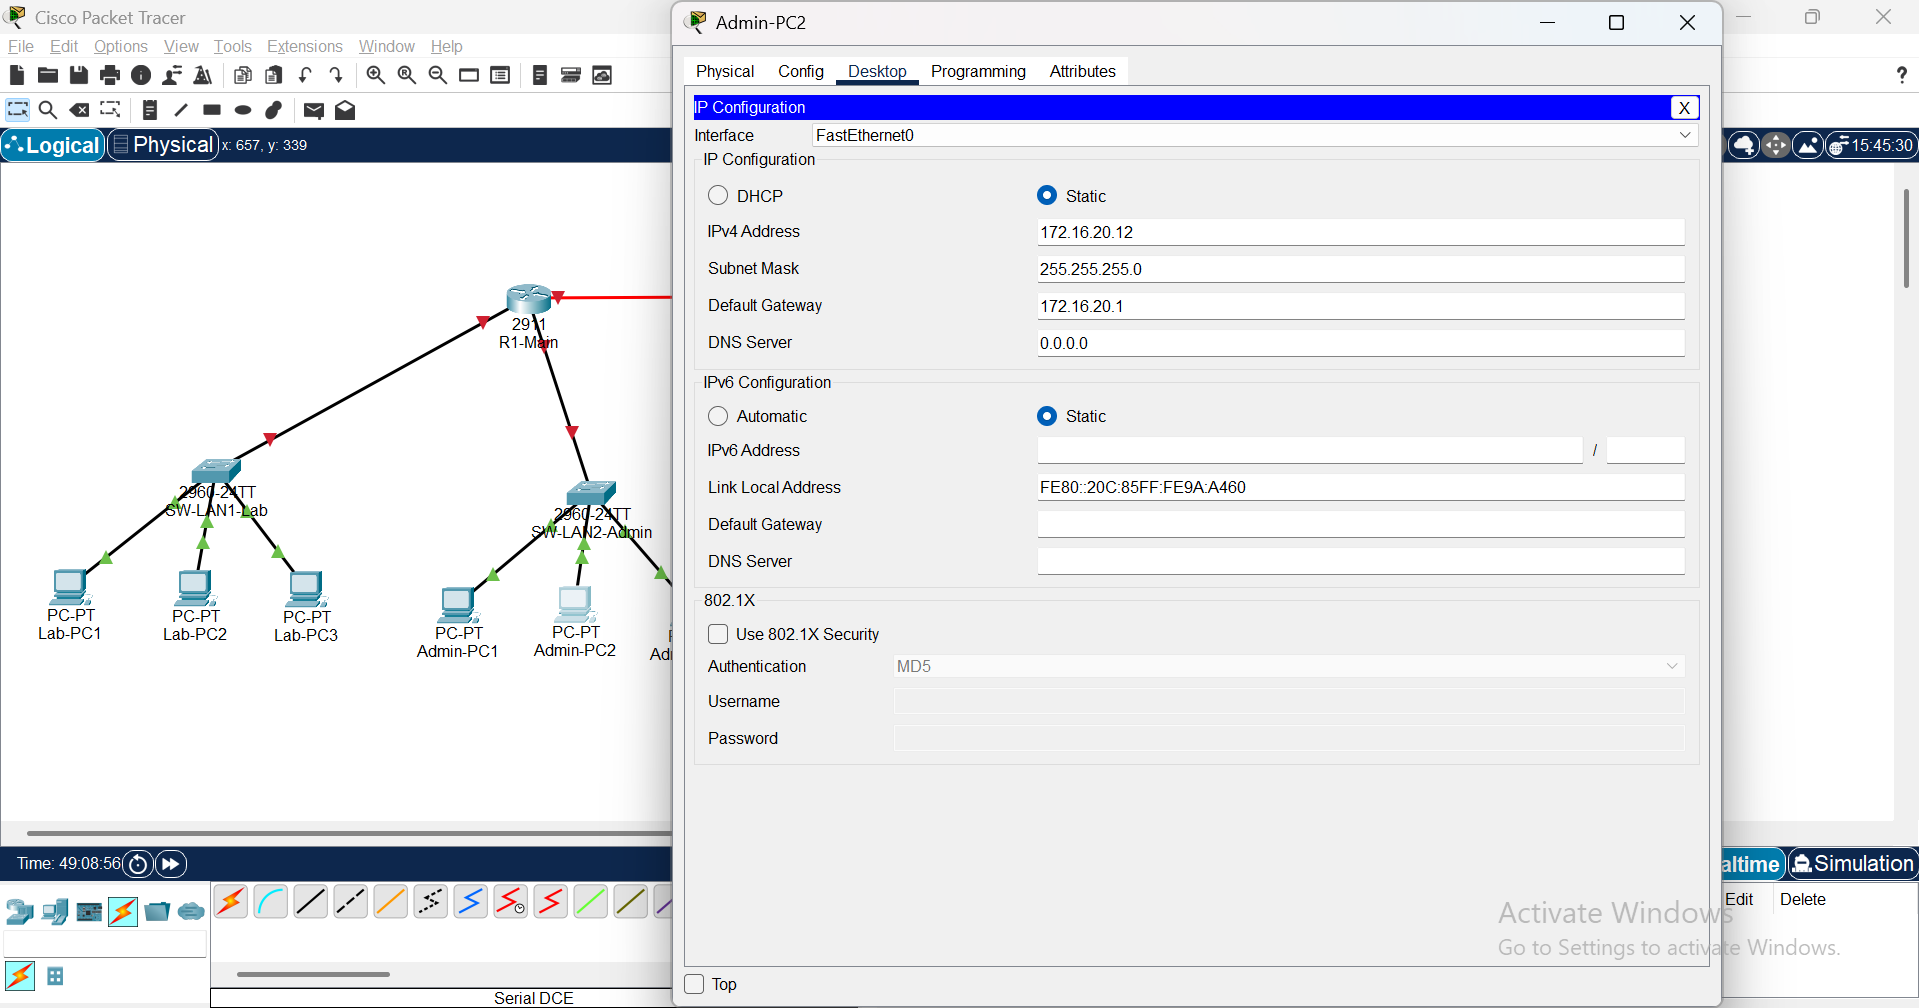 Cisco Packet Tracer
File Edit Options View Tools Extensions Window Help
Logical Physical x: 657, y: 339
15:45:30
2911
R1-Main
2960-24TT
SW-LAN1-Lab
2960-24TT
SW-LAN2-Admin
PC-PT
Lab-PC1
PC-PT
Lab-PC2
PC-PT
Lab-PC3
PC-PT
Admin-PC1
PC-PT
Admin-PC2
Time: 49:08:56
altime Simulation
Edit Delete
Serial DCE
Admin-PC2
Physical Config Desktop Programming Attributes
IP Configuration X
Interface FastEthernet0
IP Configuration
DHCP Static
IPv4 Address 172.16.20.12
Subnet Mask 255.255.255.0
Default Gateway 172.16.20.1
DNS Server 0.0.0.0
IPv6 Configuration
Automatic Static
IPv6 Address /
Link Local Address FE80::20C:85FF:FE9A:A460
Default Gateway
DNS Server
802.1X
Use 802.1X Security
Authentication MD5
Username
Password
Top
Activate Windows
Go to Settings to activate Windows.